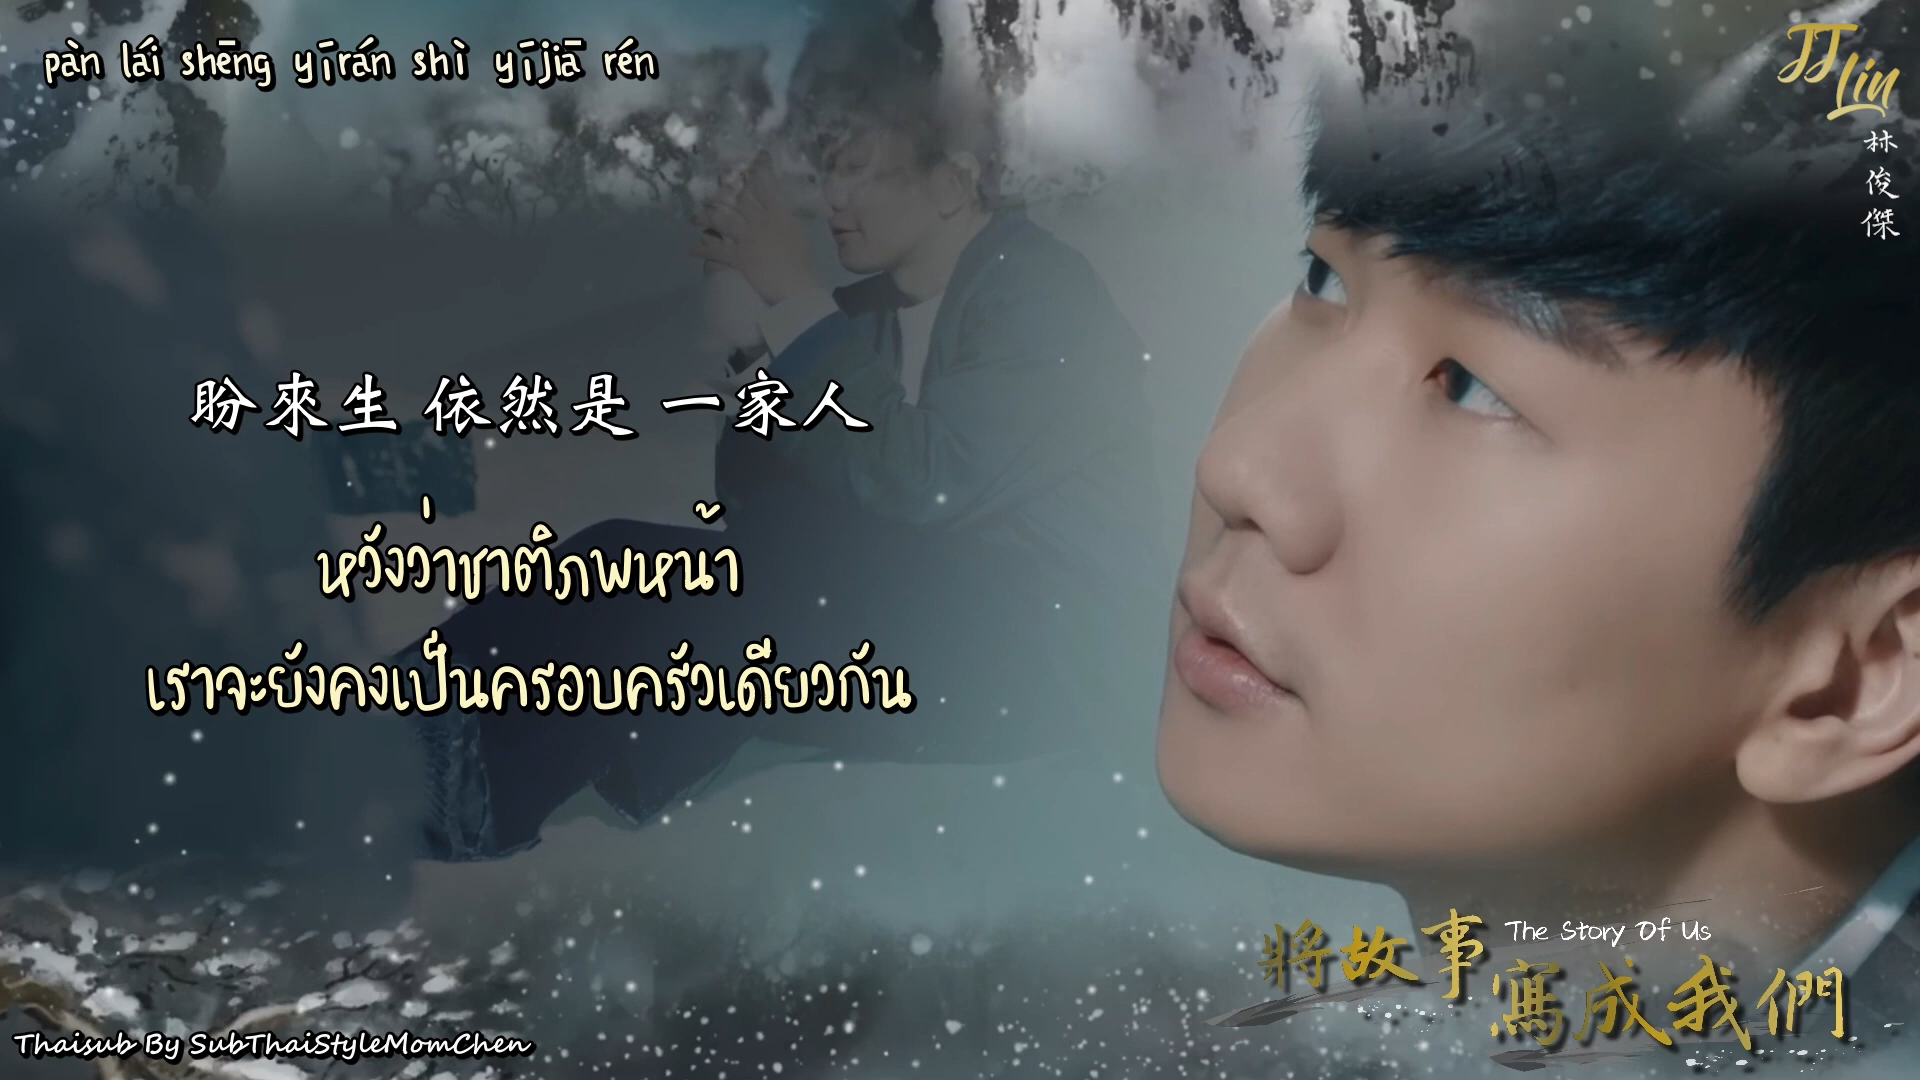 pàn lái shēng yīrán shì yījiā rén
JJ Lin
林俊傑
盼來生 依然是 一家人
หวังว่าชาติภพหน้า
เราจะยังคงเป็นครอบครัวเดียวกัน
The Story Of Us
將故事
寫成我們
Thaisub By SubThaiStyleMomChen